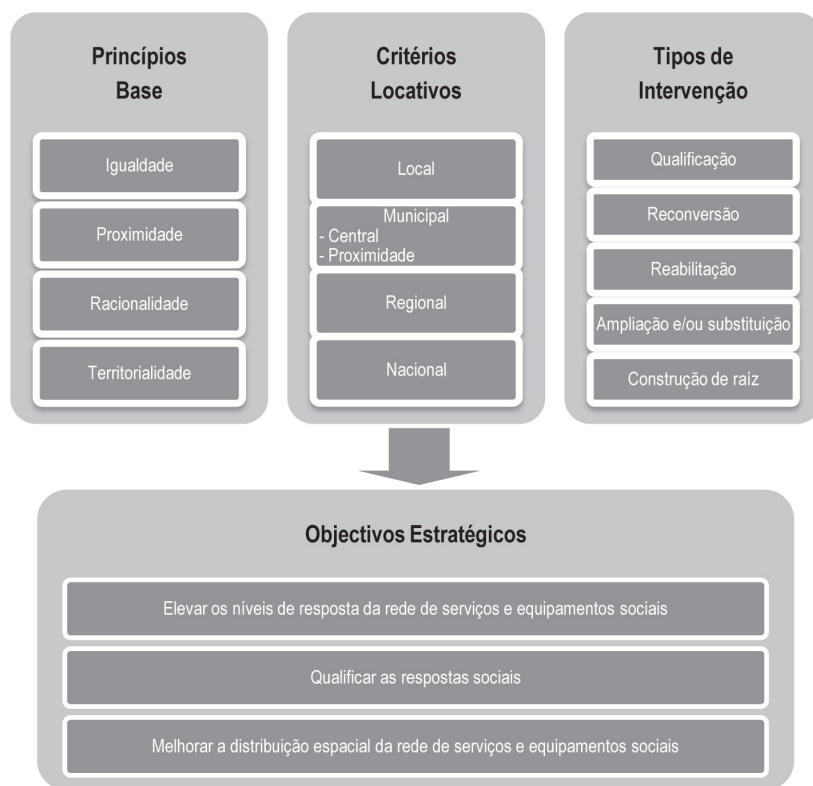 Princípios
Base
Igualdade
Proximidade
Racionalidade
Territorialidade
Critérios
Locativos
Local
Municipal
- Central
- Proximidade
Regional
Nacional
Tipos de
Intervenção
Qualificação
Reconversão
Reabilitação
Ampliação e/ou substituição
Construção de raíz
Objectivos Estratégicos
Elevar os níveis de resposta da rede de serviços e equipamentos sociais
Qualificar as respostas sociais
Melhorar a distribuição espacial da rede de serviços e equipamentos sociais